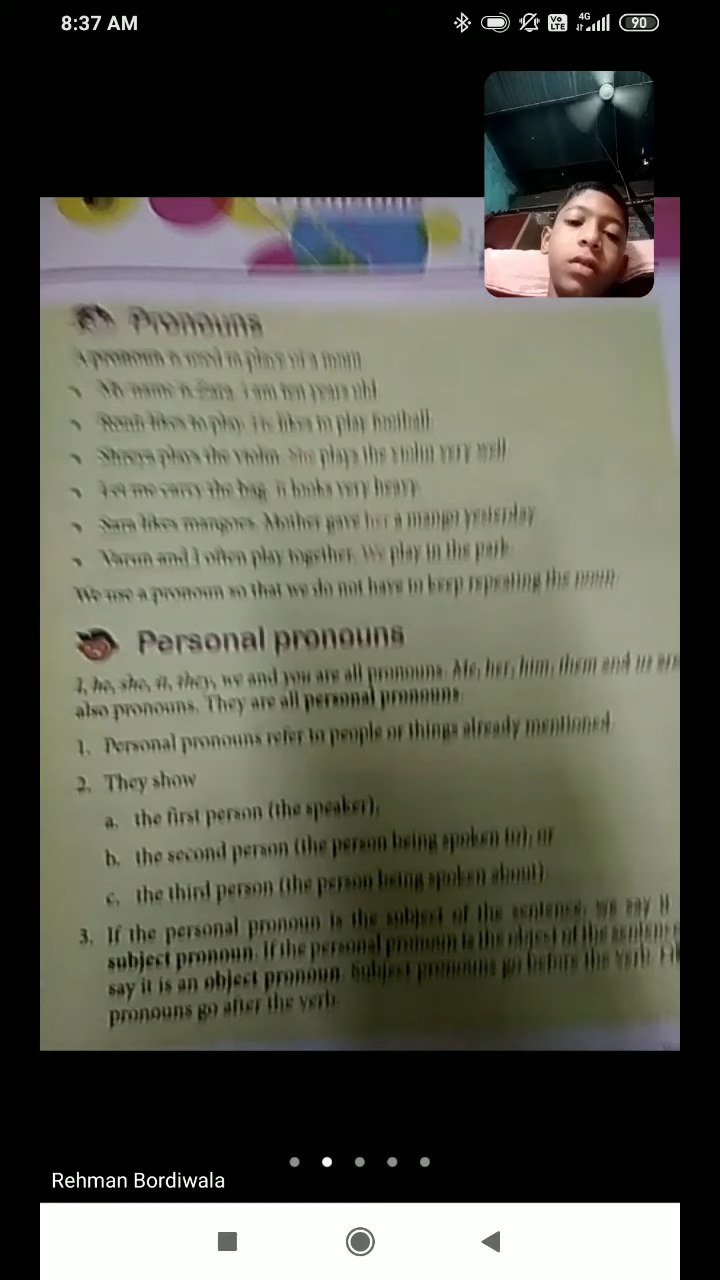 8:37 AM
Vo LTE
4G
90
Pronouns
Pronouns
A pronoun is used in place of a noun
My name is Zara. I am ten years old
likes to play. He likes to play football
Shreya plays the violin. She plays the violin very well
Let me carry the bag. It looks very heavy
Sara likes mangoes. Mother gave her a mango yesterday
Varun and I often play together. We play in the park
We use a pronoun so that we do not have to keep repeating the noun
Personal pronouns
I, he, she, it, they, we and you are all pronouns. Me, her, him, them and us are
also pronouns. They are all personal pronouns
1. Personal pronouns refer to people or things already mentioned.
2. They show
a. the first person (the speaker),
b. the second person (the person being spoken to), or
c. the third person (the person being spoken about).
3. If the personal pronoun is the subject of the sentence, we say it
subject pronoun. If the personal pronoun is the object of the
say it is an object pronoun. Subject pronouns go before the verb.
pronouns go after the verb.
Rehman Bordiwala